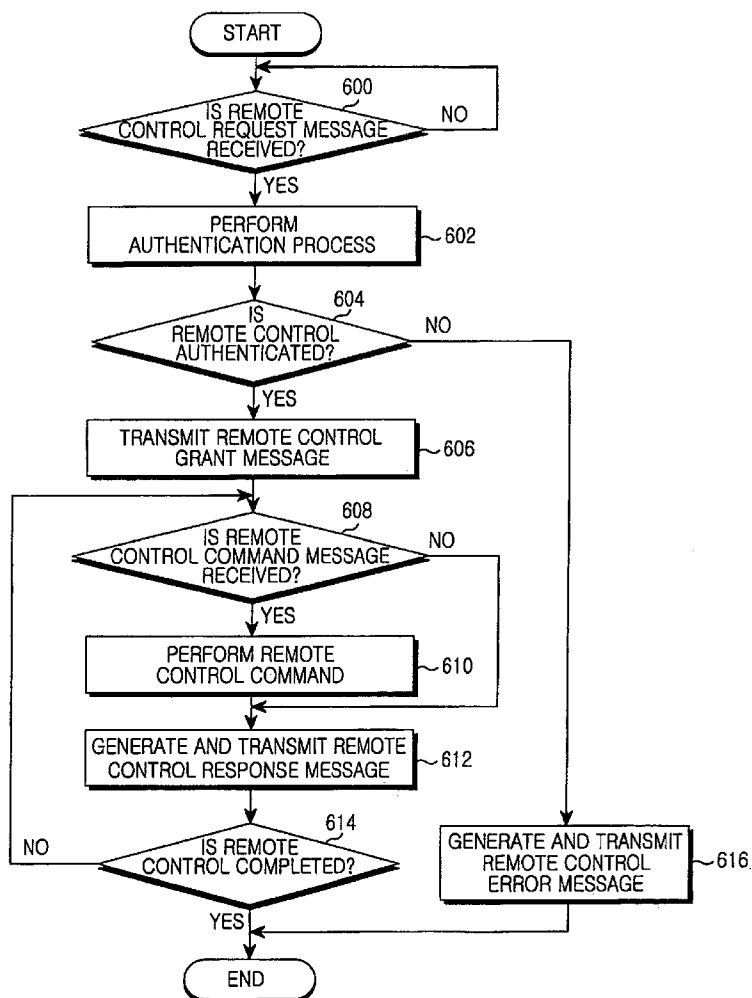 START
600
IS REMOTE
CONTROL REQUEST MESSAGE
RECEIVED?
NO
YES
PERFORM
AUTHENTICATION PROCESS
602
604
IS
REMOTE CONTROL
AUTHENTICATED?
NO
YES
TRANSMIT REMOTE CONTROL
GRANT MESSAGE
606
608
IS REMOTE
CONTROL COMMAND MESSAGE
RECEIVED?
NO
YES
PERFORM REMOTE
CONTROL COMMAND
610
GENERATE AND TRANSMIT REMOTE
CONTROL RESPONSE MESSAGE
612
614
IS REMOTE
CONTROL COMPLETED?
NO
YES
GENERATE AND TRANSMIT
REMOTE CONTROL
ERROR MESSAGE
616
END